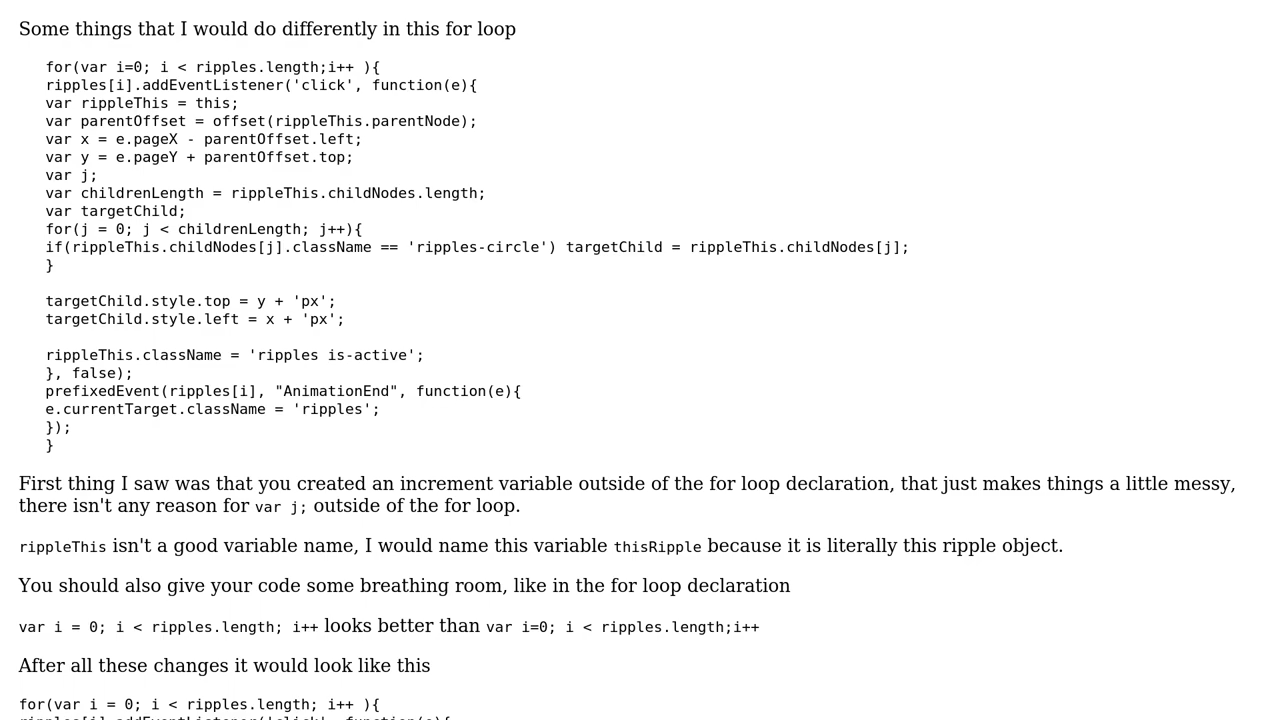 Some things that I would do differently in this for loop
for(var i=0; i < ripples.length;i++ ){
ripples[i].addEventListener('click', function(e){
var rippleThis = this;
var parentOffset = offset(rippleThis.parentNode);
var x = e.pageX - parentOffset.left;
var y = e.pageY + parentOffset.top;
var j;
var childrenLength = rippleThis.childNodes.length;
var targetChild;
for(j = 0; j < childrenLength; j++){
if(rippleThis.childNodes[j].className == 'ripples-circle') targetChild = rippleThis.childNodes[j];
}
targetChild.style.top = y + 'px';
targetChild.style.left = x + 'px';
rippleThis.className = 'ripples is-active';
}, false);
prefixedEvent(ripples[i], "AnimationEnd", function(e){
e.currentTarget.className = 'ripples';
});
}
First thing I saw was that you created an increment variable outside of the for loop declaration, that just makes things a little messy,
there isn't any reason for var j; outside of the for loop.
rippleThis isn't a good variable name, I would name this variable thisRipple because it is literally this ripple object.
You should also give your code some breathing room, like in the for loop declaration
var i = 0; i < ripples.length; i++ looks better than var i=0; i < ripples.length;i++
After all these changes it would look like this
for(var i = 0; i < ripples.length; i++ ){
ripples[i].addEventListener('click', function(e){